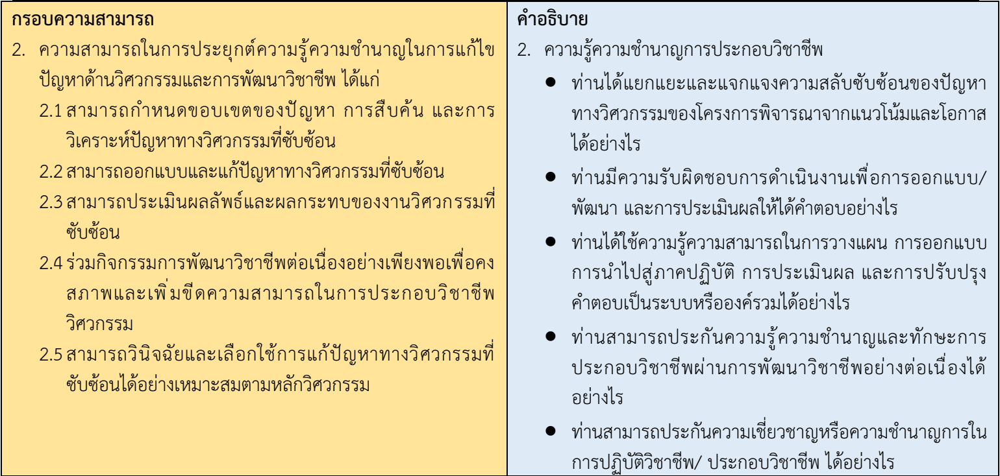 กรอบความสามารถ
2. ความสามารถในการประยุกต์ความรู้ความชำนาญในการแก้ไข
ปัญหาด้านวิศวกรรมและการพัฒนาวิชาชีพ ได้แก่
2.1 สามารถกำหนดขอบเขตของปัญหา การสืบค้น และการ
วิเคราะห์ปัญหาทางวิศวกรรมที่ซับซ้อน
2.2 สามารถออกแบบและแก้ปัญหาทางวิศวกรรมที่ซับซ้อน
2.3 สามารถประเมินผลลัพธ์และผลกระทบของงานวิศวกรรมที่
ซับซ้อน
2.4 ร่วมกิจกรรมการพัฒนาวิชาชีพต่อเนื่องอย่างเพียงพอเพื่อคง
สภาพและเพิ่มขีดความสามารถในการประกอบวิชาชีพ
วิศวกรรม
2.5 สามารถวินิจฉัยและเลือกใช้การแก้ปัญหาทางวิศวกรรมที่
ซับซ้อนได้อย่างเหมาะสมตามหลักวิศวกรรม
คำอธิบาย
2. ความรู้ความชำนาญการประกอบวิชาชีพ
● ท่านได้แยกแยะและแจกแจงความสลับซับซ้อนของปัญหา
ทางวิศวกรรมของโครงการพิจารณาจากแนวโน้มและโอกาส
ได้อย่างไร
● ท่านมีความรับผิดชอบการดำเนินงานเพื่อการออกแบบ/
พัฒนา และการประเมินผลให้ได้คำตอบอย่างไร
● ท่านได้ใช้ความรู้ความสามารถในการวางแผน การออกแบบ
การนำไปสู่ภาคปฏิบัติ การประเมินผล และการปรับปรุง
คำตอบเป็นระบบหรือองค์รวมได้อย่างไร
● ท่านสามารถประกันความรู้ความชำนาญและทักษะการ
ประกอบวิชาชีพผ่านการพัฒนาวิชาชีพอย่างต่อเนื่องได้
อย่างไร
● ท่านสามารถประกันความเชี่ยวชาญหรือความชำนาญการใน
การปฏิบัติวิชาชีพ/ ประกอบวิชาชีพ ได้อย่างไร